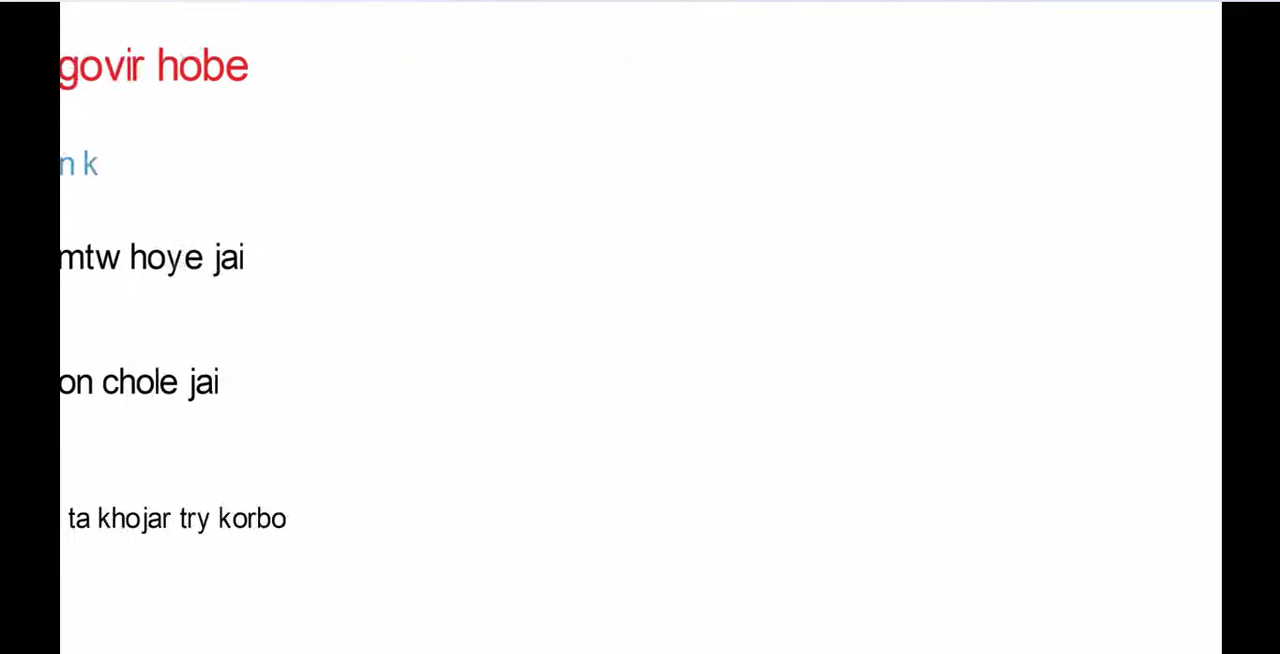 govir hobe
n k
mtw hoye jai
on chole jai
ta khojar try korbo